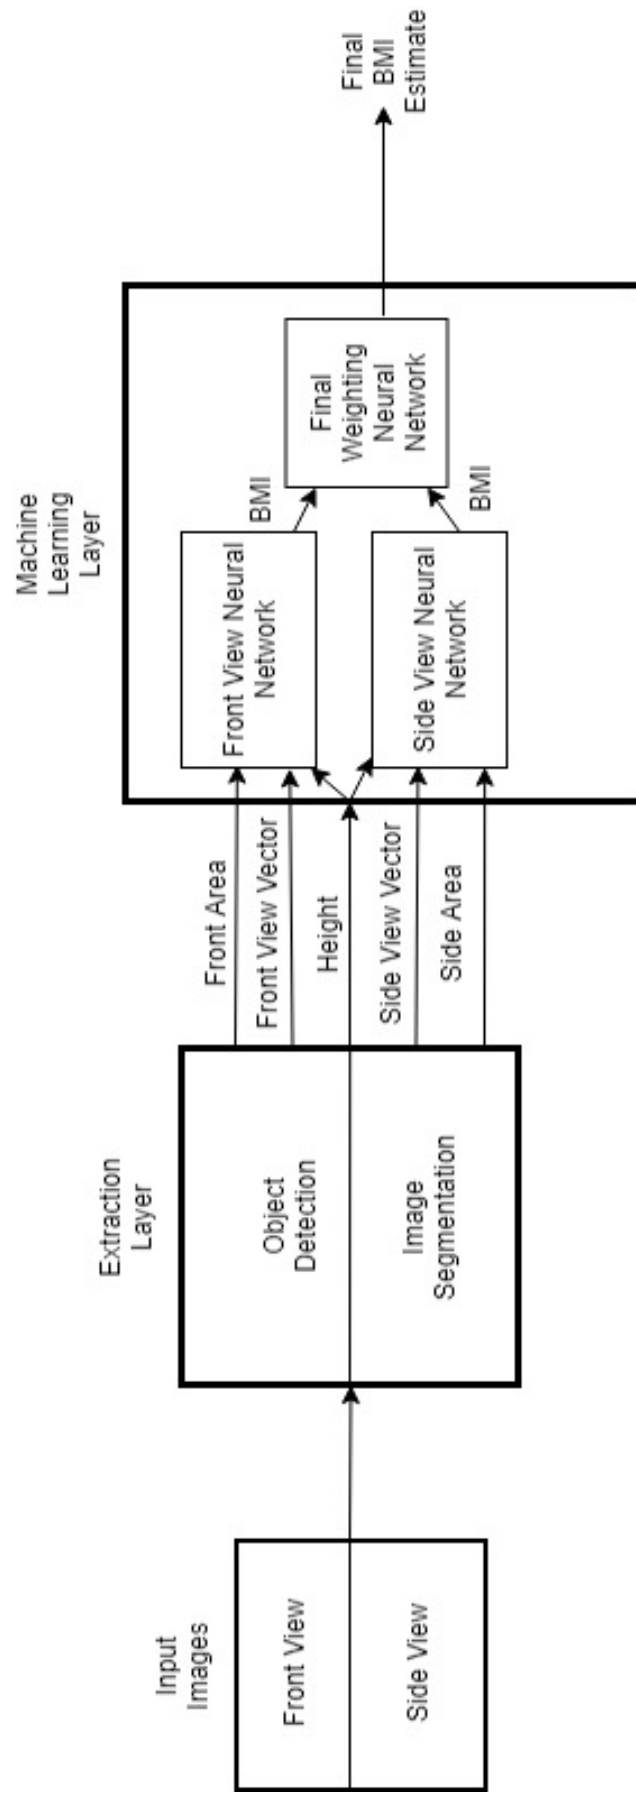 Input
Images
Front View
Side View
Extraction
Layer
Object
Detection
Image
Segmentation
Front Area
Front View Vector
Height
Side View Vector
Side Area
Machine
Learning
Layer
Front View Neural
Network
Side View Neural
Network
BMI
BMI
Final
Weighting
Neural
Network
Final
BMI
Estimate